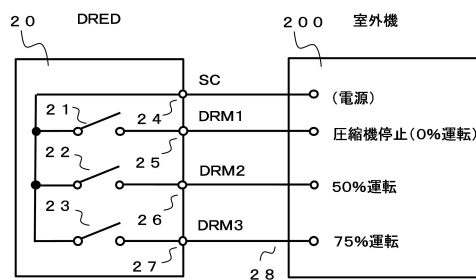 20 DRED 200 室外機
SC
21 24 (電源)
DRM1
22 25 圧縮機停止(0%運転)
DRM2
23 26 50%運転
DRM3
27 28 75%運転